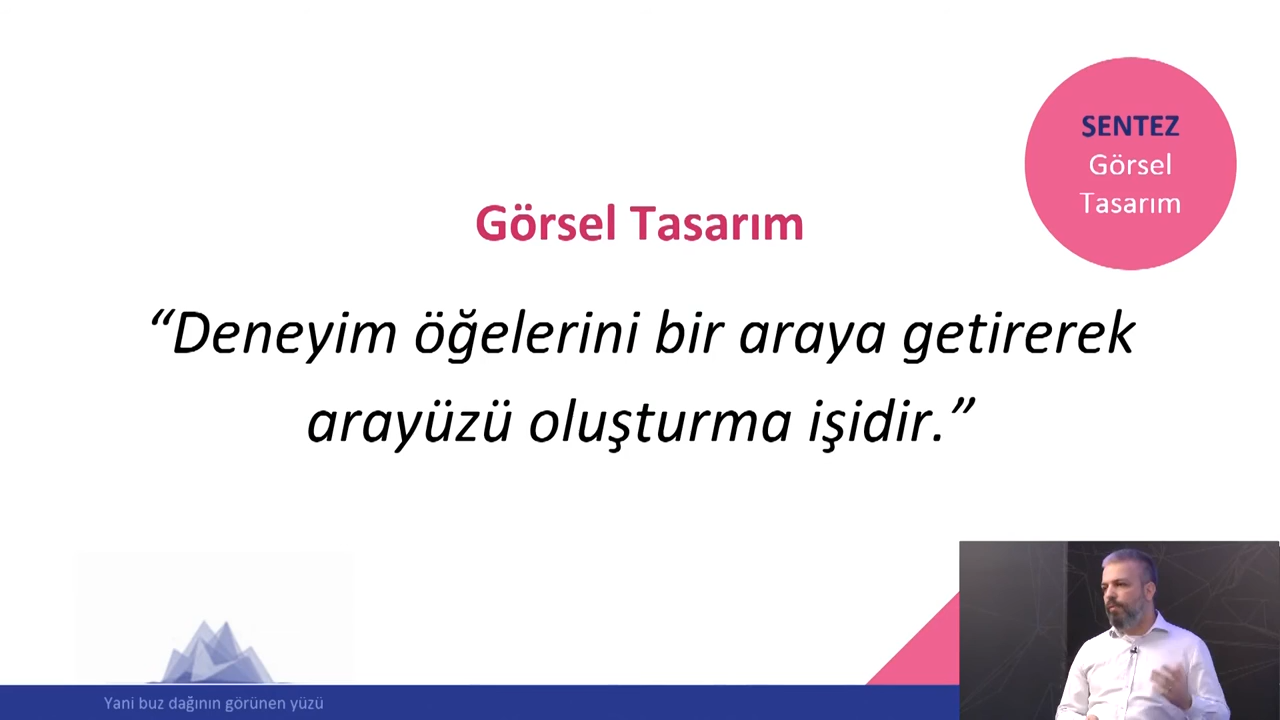 SENTEZ
Görsel
Tasarım
Görsel Tasarım
“Deneyim öğelerini bir araya getirerek
arayüzü oluşturma işidir.”
Yani buz dağının görünen yüzü